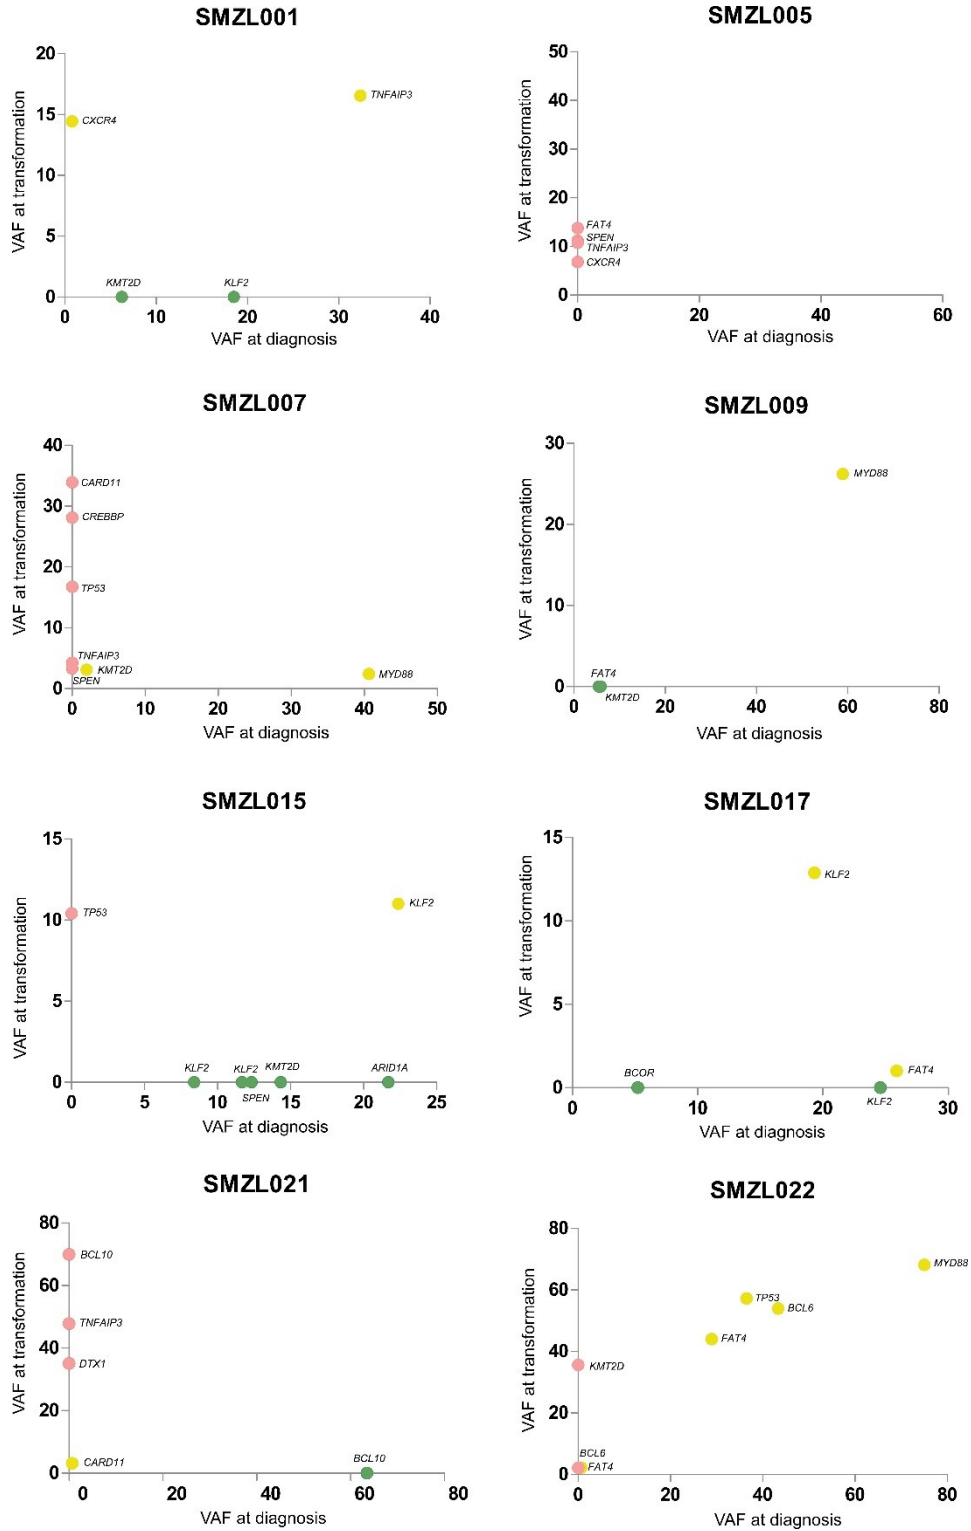 SMZL001
20
15
10
5
0
VAF at transformation
CXCR4
TNFAIP3
KMT2D
KLF2
0 10 20 30 40
VAF at diagnosis
SMZL005
50
40
30
20
10
0
VAF at transformation
FAT4
SPEN
TNFAIP3
CXCR4
0 20 40 60
VAF at diagnosis
SMZL007
40
30
20
10
0
VAF at transformation
CARD11
CREBBP
TP53
TNFAIP3
KMT2D
SPEN
MYD88
0 10 20 30 40 50
VAF at diagnosis
SMZL009
30
20
10
0
VAF at transformation
MYD88
FAT4
KMT2D
0 20 40 60 80
VAF at diagnosis
SMZL015
15
10
5
0
VAF at transformation
TP53
KLF2
KLF2
KLF2
SPEN
KMT2D
ARID1A
0 5 10 15 20 25
VAF at diagnosis
SMZL017
15
10
5
0
VAF at transformation
KLF2
FAT4
BCOR
KLF2
0 10 20 30
VAF at diagnosis
SMZL021
80
60
40
20
0
VAF at transformation
BCL10
TNFAIP3
DTX1
CARD11
BCL10
0 20 40 60 80
VAF at diagnosis
SMZL022
80
60
40
20
0
VAF at transformation
MYD88
TP53
BCL6
FAT4
KMT2D
BCL6
FAT4
0 20 40 60 80
VAF at diagnosis